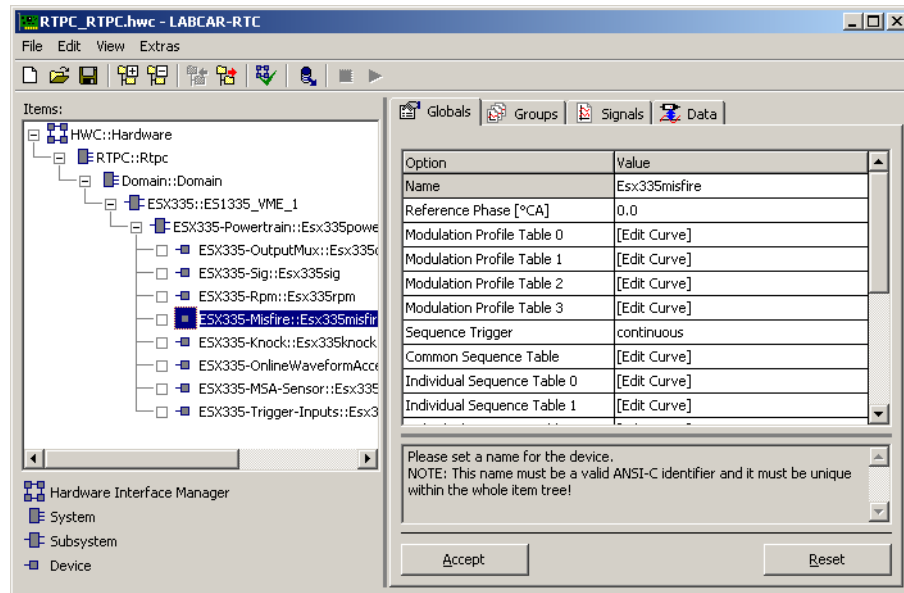 RTPC_RTPC.hwc - LABCAR-RTC
File Edit View Extras
Items:
HWC::Hardware
RTPC::Rtpc
Domain::Domain
ESX335::ES1335_VME_1
ESX335-Powertrain::Esx335powe
ESX335-OutputMux::Esx335
ESX335-Sig::Esx335sig
ESX335-Rpm::Esx335rpm
ESX335-Misfire::Esx335misfir
ESX335-Knock::Esx335knock
ESX335-OnlineWaveformAcce
ESX335-MSA-Sensor::Esx335
ESX335-Trigger-Inputs::Esx3
Hardware Interface Manager
System
Subsystem
Device
Globals Groups Signals Data
Option Value
Name Esx335misfire
Reference Phase [°CA] 0.0
Modulation Profile Table 0 [Edit Curve]
Modulation Profile Table 1 [Edit Curve]
Modulation Profile Table 2 [Edit Curve]
Modulation Profile Table 3 [Edit Curve]
Sequence Trigger continuous
Common Sequence Table [Edit Curve]
Individual Sequence Table 0 [Edit Curve]
Individual Sequence Table 1 [Edit Curve]
Please set a name for the device.
NOTE: This name must be a valid ANSI-C identifier and it must be unique
within the whole item tree!
Accept Reset